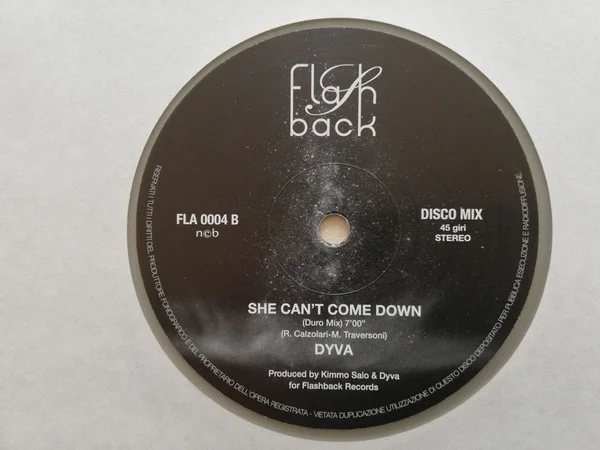 Flash
back
FLA 0004 B
n©b
DISCO MIX
45 giri
STEREO
SHE CAN'T COME DOWN
(Duro Mix) 7'00"
(R. Calzolari-M. Traversoni)
DYVA
Produced by Kimmo Salo & Dyva
for Flashback Records
RISERVATI TUTTI I DIRITTI DEL PRODUTTORE FONOGRAFICO E DEL PROPRIETARIO DELL'OPERA REGISTRATA - VIETATA DUPLICAZIONE UTILIZZAZIONE DI QUESTO DISCO DEPOSITATO PER PUBBLICA ESECUZIONE E RADIODIFFUSIONE